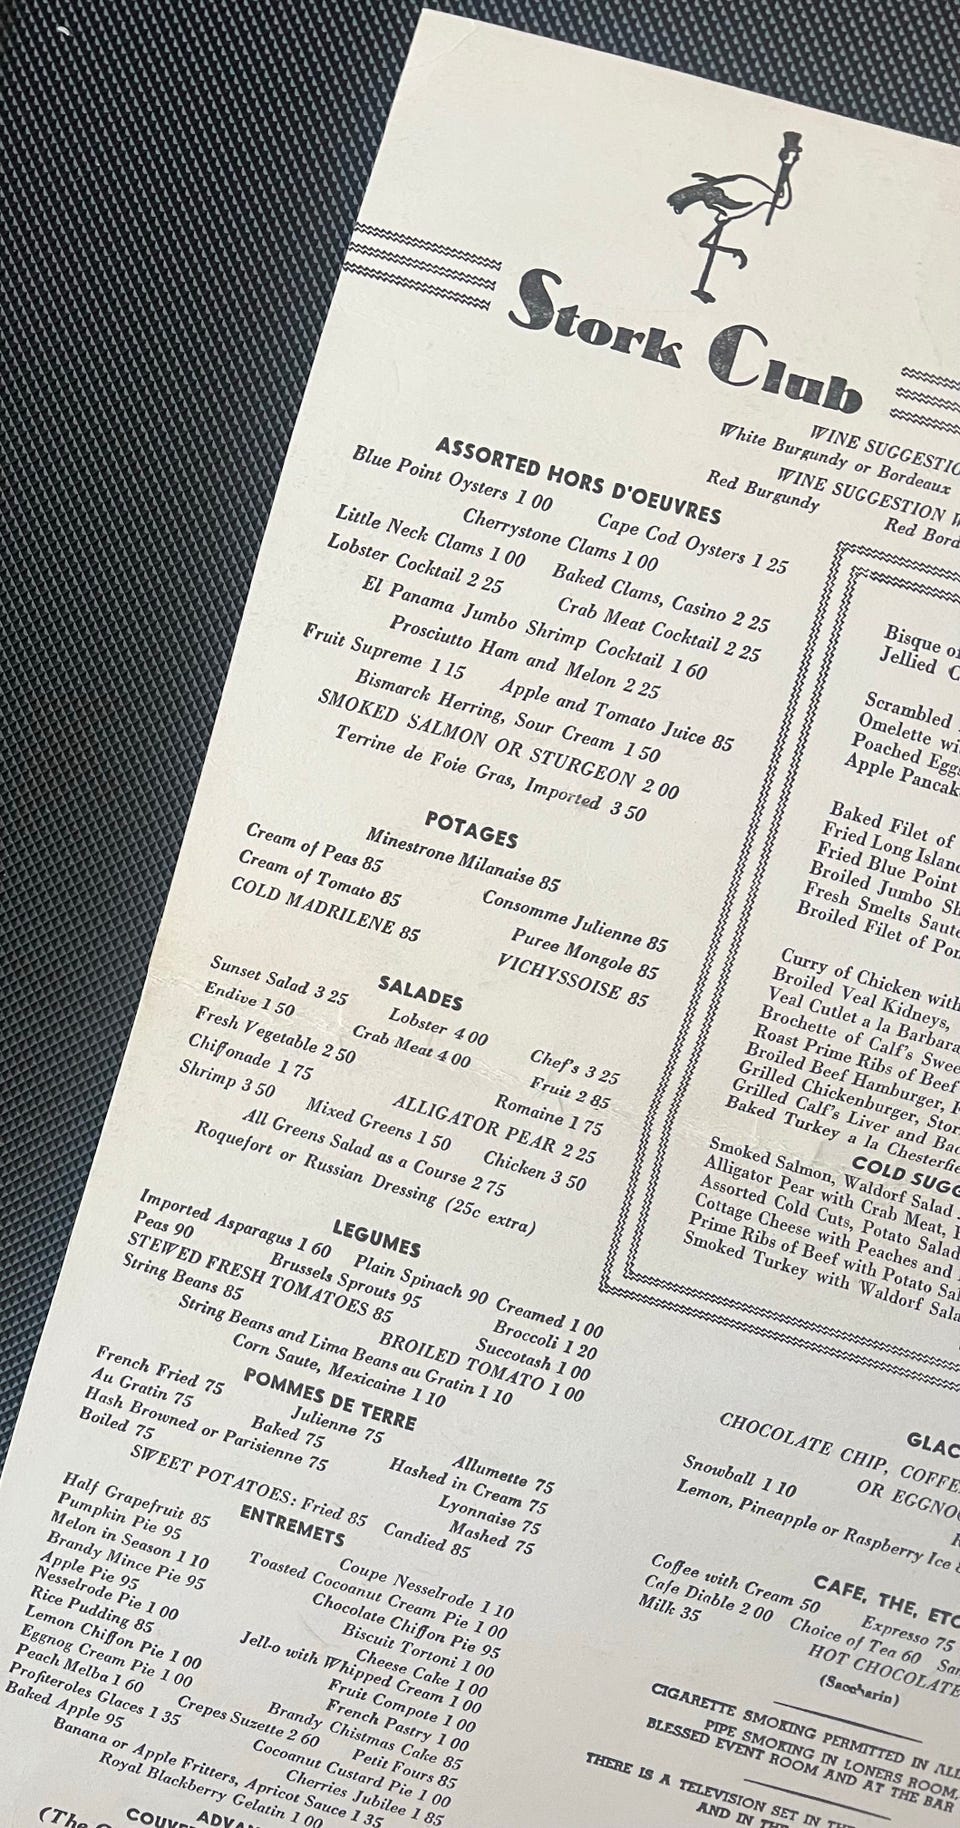 Stork Club
ASSORTED HORS D'OEUVRES
Blue Point Oysters 1 00 Cape Cod Oysters 1 25
Cherrystone Clams 1 00
Little Neck Clams 1 00 Baked Clams, Casino 2 25
Lobster Cocktail 2 25 Crab Meat Cocktail 2 25
El Panama Jumbo Shrimp Cocktail 1 60
Prosciutto Ham and Melon 2 25
Fruit Supreme 1 15 Apple and Tomato Juice 85
Bismarck Herring, Sour Cream 1 50
SMOKED SALMON OR STURGEON 2 00
Terrine de Foie Gras, Imported 3 50
POTAGES
Minestrone Milanaise 85
Cream of Peas 85 Consomme Julienne 85
Cream of Tomato 85 Puree Mongole 85
COLD MADRILENE 85 VICHYSSOISE 85
SALADES
Sunset Salad 3 25 Lobster 4 00 Chef's 3 25
Endive 1 50 Crab Meat 4 00 Fruit 2 85
Fresh Vegetable 2 50 Romaine 1 75
Chiffonade 1 75 ALLIGATOR PEAR 2 25
Shrimp 3 50 Mixed Greens 1 50 Chicken 3 50
All Greens Salad as a Course 2 75
Roquefort or Russian Dressing (25c extra)
LEGUMES
Imported Asparagus 1 60 Plain Spinach 90 Creamed 1 00
Peas 90 Brussels Sprouts 95 Broccoli 1 20
STEWED FRESH TOMATOES 85 Succotash 1 00
String Beans 85 BROILED TOMATO 1 00
String Beans and Lima Beans au Gratin 1 10
Corn Saute, Mexicaine 1 10
POMMES DE TERRE
French Fried 75 Julienne 75 Allumette 75
Au Gratin 75 Baked 75 Hashed in Cream 75
Hash Browned or Parisienne 75 Lyonnaise 75
Boiled 75 Mashed 75
SWEET POTATOES: Fried 85 Candied 85
ENTREMETS
Half Grapefruit 85 Coupe Nesselrode 1 10
Pumpkin Pie 95 Toasted Cocoanut Cream Pie 1 00
Melon in Season 1 10 Chocolate Chiffon Pie 95
Brandy Mince Pie 95 Biscuit Tortoni 1 00
Apple Pie 95 Cheese Cake 1 00
Nesselrode Pie 1 00 Jell-o with Whipped Cream 1 00
Rice Pudding 85 Fruit Compote 1 00
Lemon Chiffon Pie 1 00 French Pastry 1 00
Eggnog Cream Pie 1 00 Brandy Chistmas Cake 85
Peach Melba 1 60 Crepes Suzette 2 60 Petit Fours 85
Profiteroles Glaces 1 35 Cocoanut Custard Pie 1 00
Baked Apple 95 Cherries Jubilee 1 85
Banana or Apple Fritters, Apricot Sauce 1 35
Royal Blackberry Gelatin 1 00
WINE SUGGESTIO
White Burgundy or Bordeaux
WINE SUGGESTION W
Red Burgundy Red Bord
Bisque of
Jellied C
Scrambled
Omelette wi
Poached Eggs
Apple Pancak
Baked Filet of
Fried Long Island
Fried Blue Point
Broiled Jumbo Sh
Fresh Smelts Saute
Broiled Filet of Pom
Curry of Chicken with
Broiled Veal Kidneys,
Veal Cutlet a la Barbara
Brochette of Calf's Swee
Roast Prime Ribs of Beef
Broiled Beef Hamburger, F
Grilled Chickenburger, Stor
Grilled Calf's Liver and Bac
Baked Turkey a la Chesterfie
COLD SUGG
Smoked Salmon, Waldorf Salad
Alligator Pear with Crab Meat,
Assorted Cold Cuts, Potato Salad
Cottage Cheese with Peaches and
Prime Ribs of Beef with Potato Sal
Smoked Turkey with Waldorf Sala
GLAC
CHOCOLATE CHIP, COFFE
OR EGGNO
Snowball 1 10
Lemon, Pineapple or Raspberry Ice
CAFE, THE, ETC
Coffee with Cream 50 Expresso 75
Cafe Diable 2 00 Choice of Tea 60 San
Milk 35 HOT CHOCOLATE
(Saccharin)
CIGARETTE SMOKING PERMITTED IN ALL
PIPE SMOKING IN LONERS ROOM,
BLESSED EVENT ROOM AND AT THE BAR
THERE IS A TELEVISION SET IN THE
AND IN THE
ADVA
COUVE
(The C